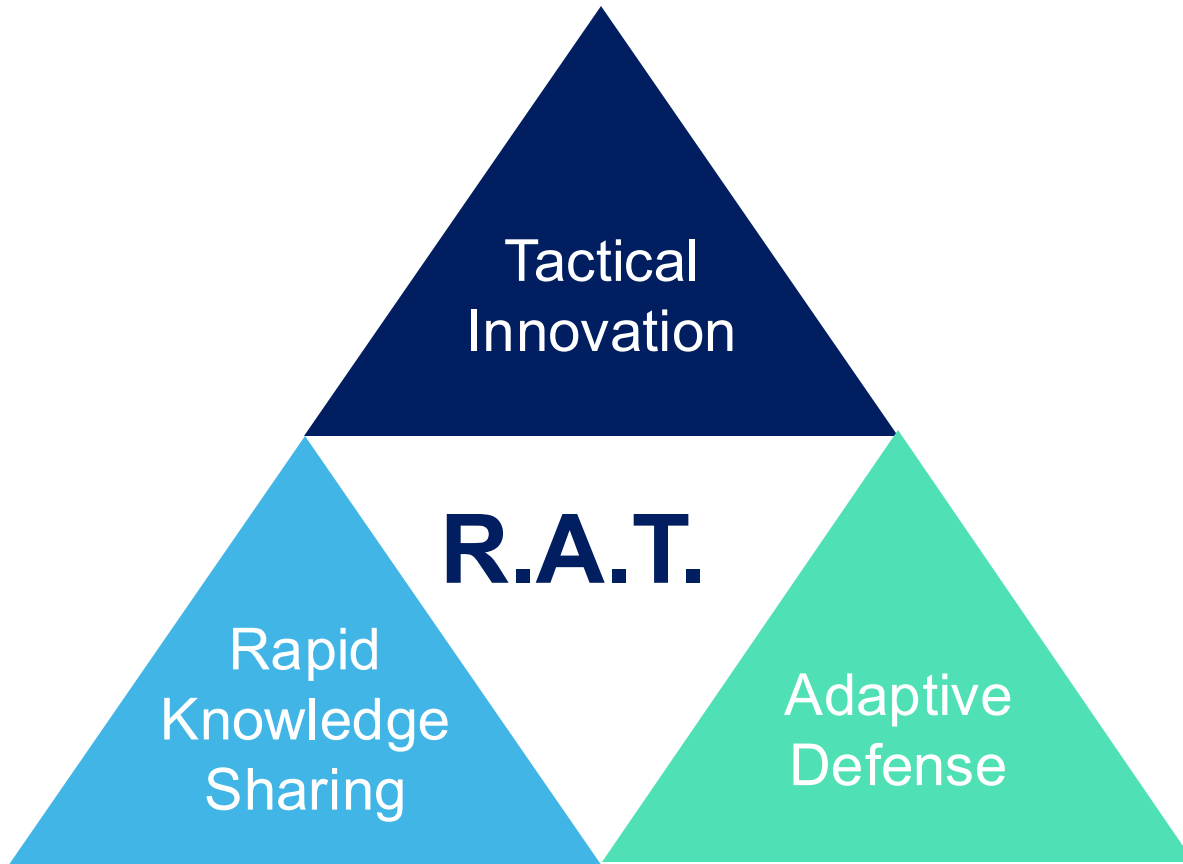 Tactical
Innovation
R.A.T.
Rapid
Knowledge
Sharing
Adaptive
Defense